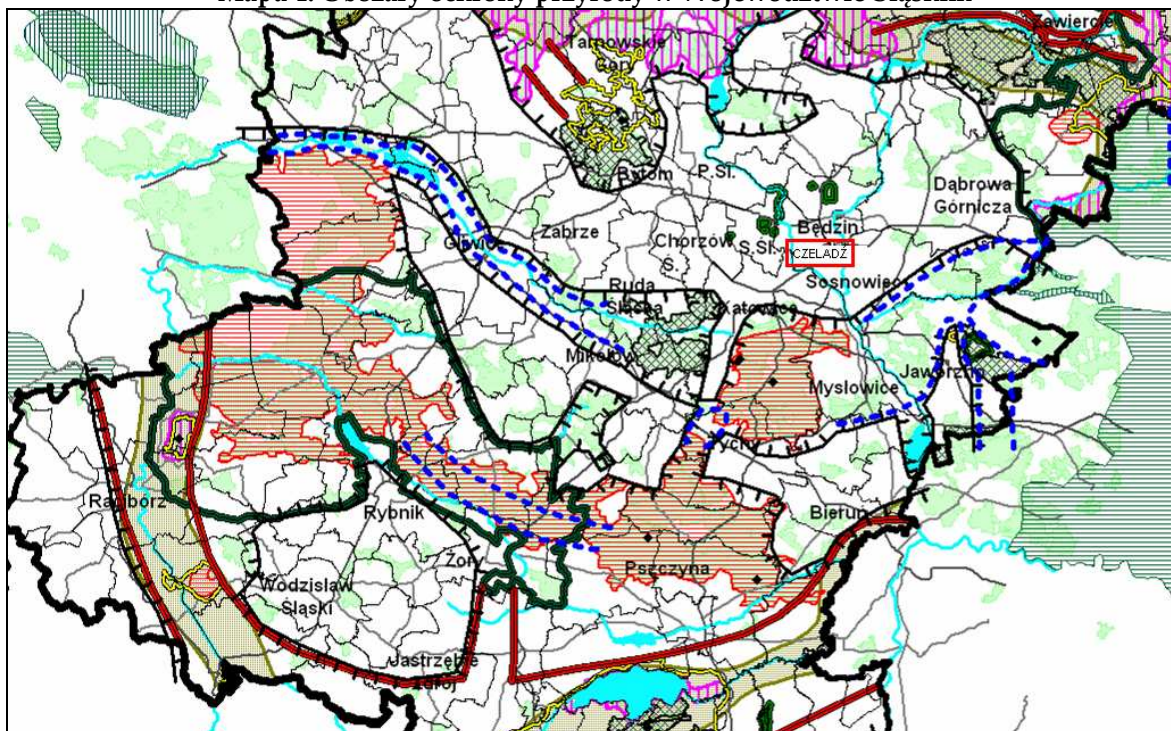 Mapa 1. Obszary ochrony przyrody w Województwie Śląskim
Zawiercie
Tarnowskie
Góry
Bytom
P.Śl.
Dąbrowa
Górnicza
Będzin
Zabrze
Chorzów
S.Śl.
CZELADŹ
Gliwice
Ś.
Sosnowiec
Ruda
Śląska
Katowice
Mikołów
Mysłowice
Jaworzno
Tychy
Racibórz
Rybnik
Bieruń
Żory
Pszczyna
Wodzisław
Śląski
Jastrzębie
Zdrój